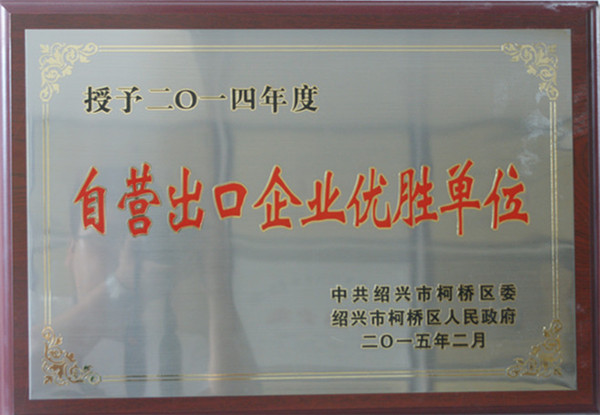 授予二〇一四年度
自营出口企业优胜单位
中共绍兴市柯桥区委
绍兴市柯桥区人民政府
二〇一五年二月